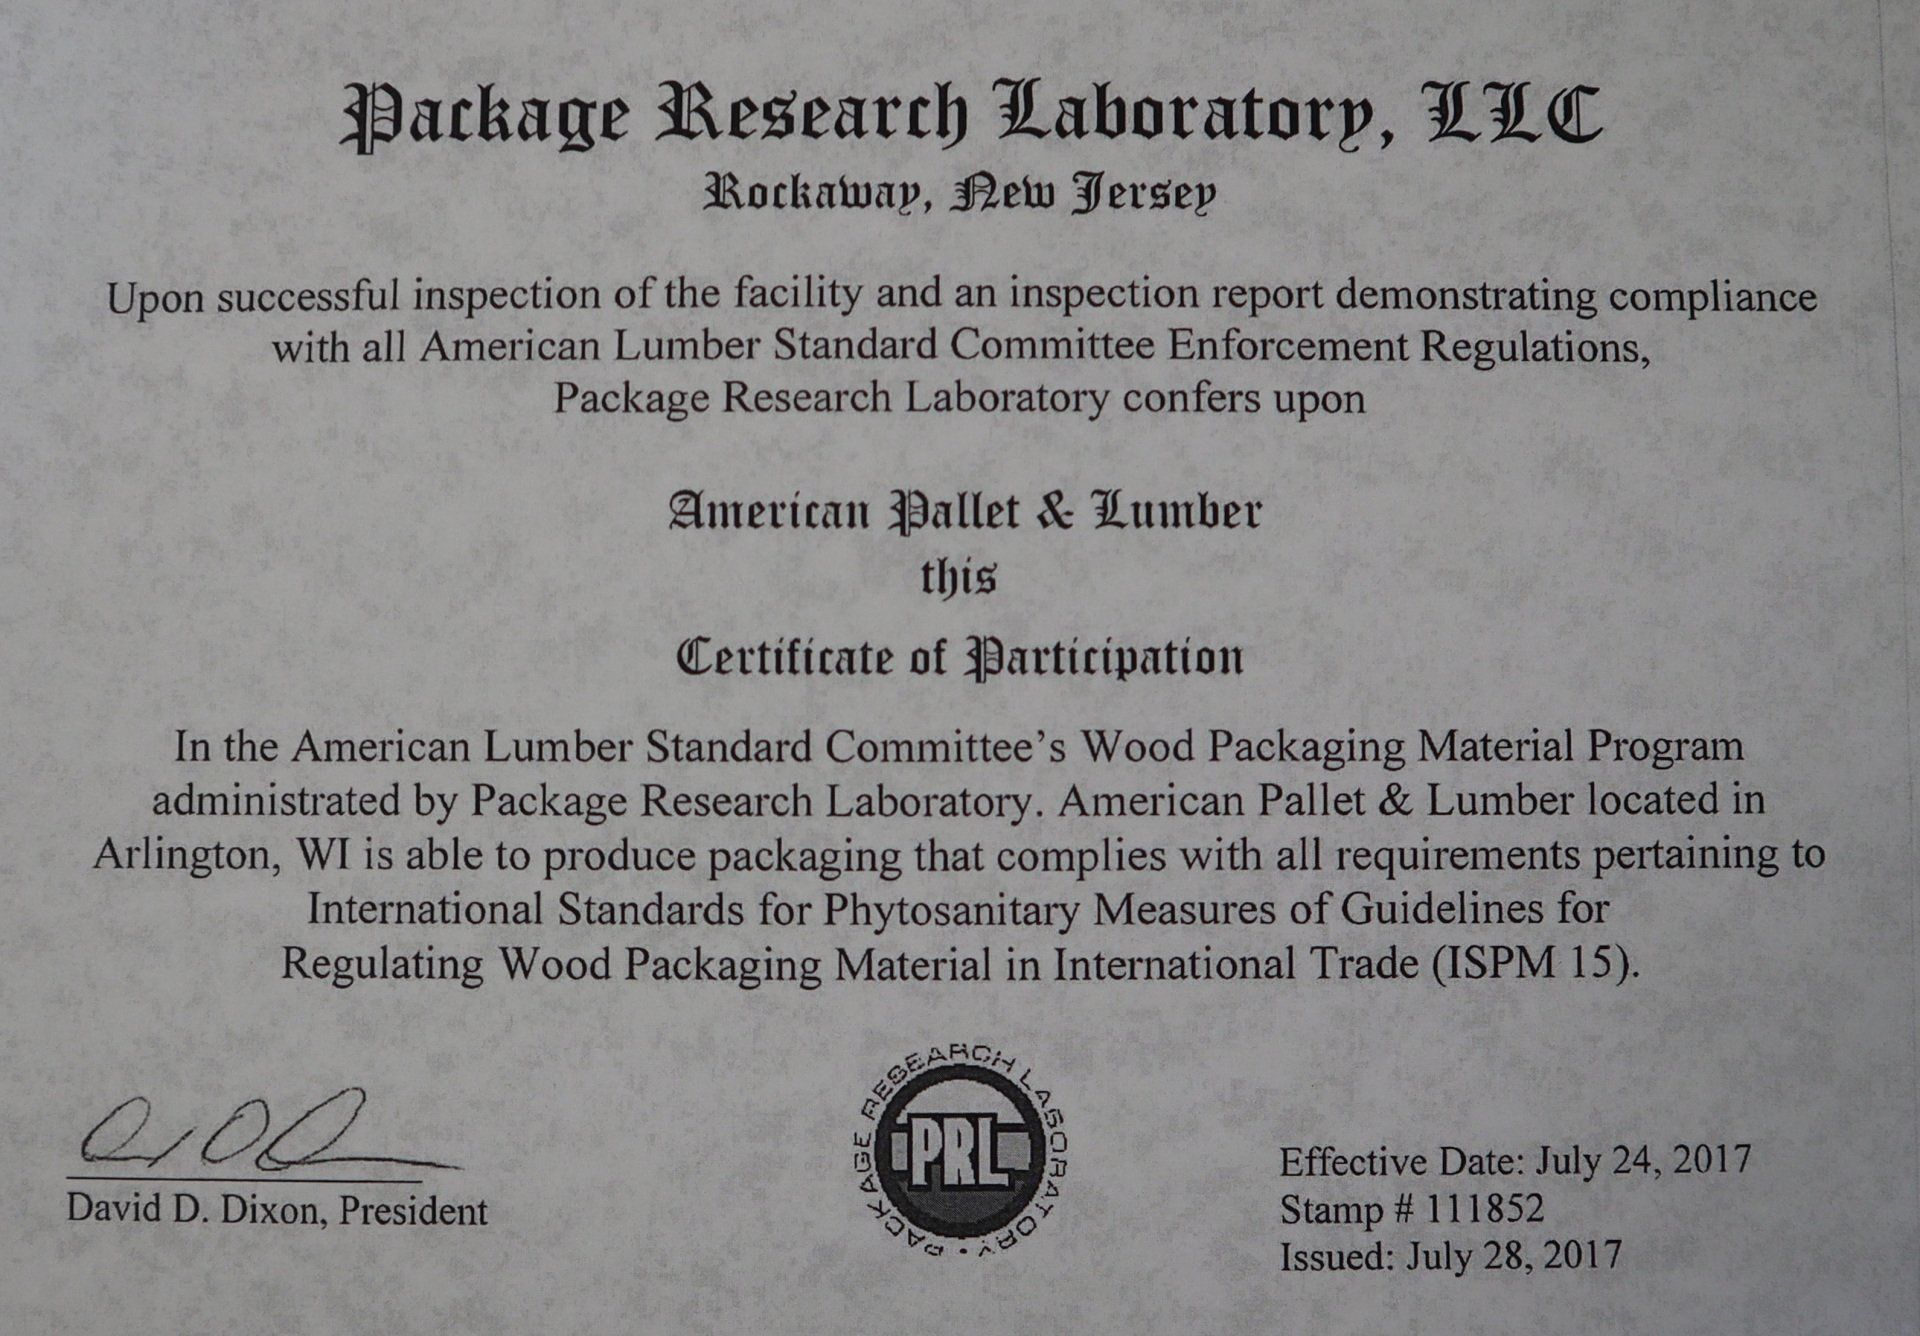 Package Research Laboratory, LLC
Rockaway, New Jersey
Upon successful inspection of the facility and an inspection report demonstrating compliance
with all American Lumber Standard Committee Enforcement Regulations,
Package Research Laboratory confers upon
American Pallet & Lumber
this
Certificate of Participation
In the American Lumber Standard Committee’s Wood Packaging Material Program
administrated by Package Research Laboratory. American Pallet & Lumber located in
Arlington, WI is able to produce packaging that complies with all requirements pertaining to
International Standards for Phytosanitary Measures of Guidelines for
Regulating Wood Packaging Material in International Trade (ISPM 15).
David D. Dixon, President
PACKAGE RESEARCH LABORATORY •
PRL
Effective Date: July 24, 2017
Stamp # 111852
Issued: July 28, 2017